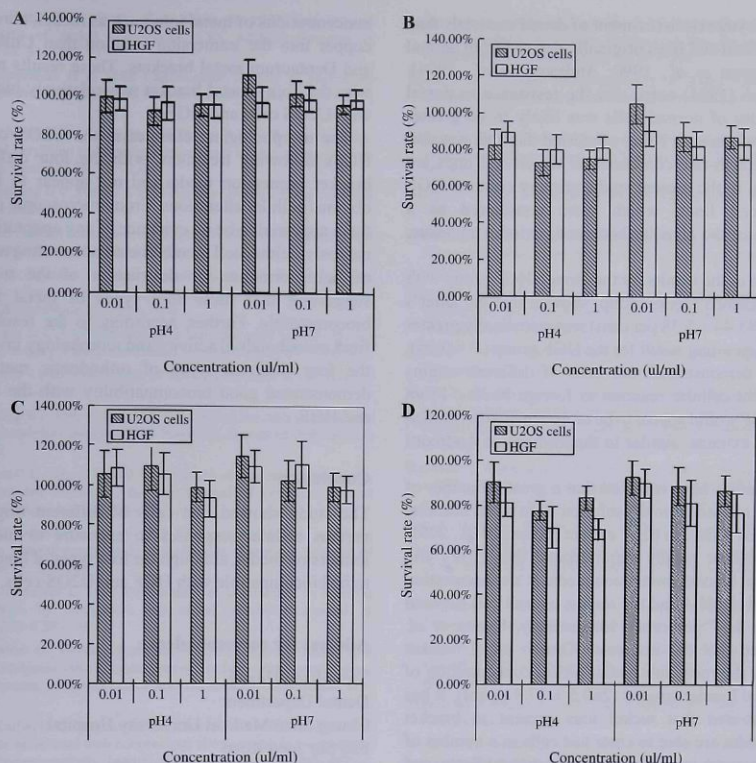 A
U2OS cells
HGF
Survival rate (%)
140.00%
120.00%
100.00%
80.00%
60.00%
40.00%
20.00%
0.00%
0.01 0.1 1 0.01 0.1 1
pH4 pH7
Concentration (ul/ml)
B
U2OS cells
HGF
Survival rate (%)
140.00%
120.00%
100.00%
80.00%
60.00%
40.00%
20.00%
0.00%
0.01 0.1 1 0.01 0.1 1
pH4 pH7
Concentration (ul/ml)
C
U2OS cells
HGF
Survival rate (%)
140.00%
120.00%
100.00%
80.00%
60.00%
40.00%
20.00%
0.00%
0.01 0.1 1 0.01 0.1 1
pH4 pH7
Concentration (ul/ml)
D
U2OS cells
HGF
Survival rate (%)
120.00%
100.00%
80.00%
60.00%
40.00%
20.00%
0.00%
0.01 0.1 1 0.01 0.1 1
pH4 pH7
Concentration (ul/ml)